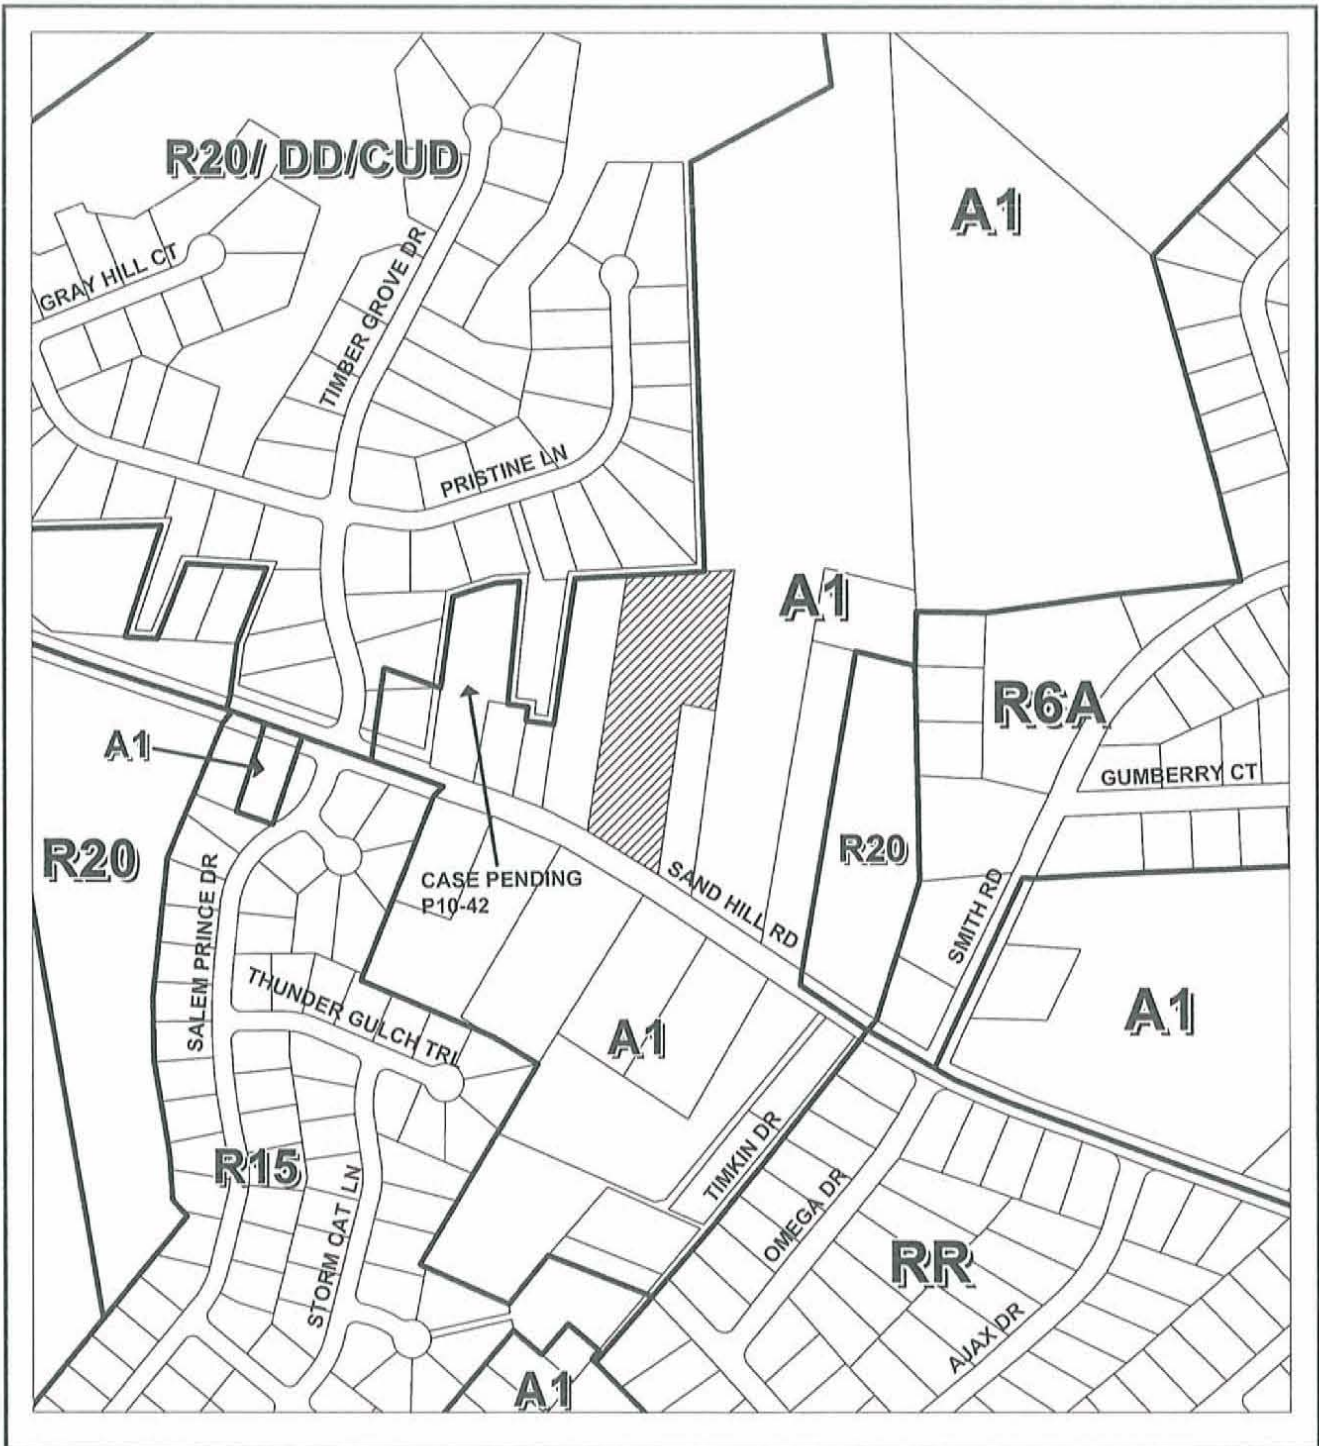 R20/ DD/CUD
A1
GRAY HILL CT
TIMBER GROVE DR
PRISTINE LN
A1
R6A
A1
GUMBERRY CT
R20
R20
CASE PENDING
P10-42
SAND HILL RD
SALEM PRINCE DR
SMITH RD
THUNDER GULCH TRL
A1
A1
TIMKIN DR
R15
STORM CAT LN
OMEGA DR
RR
AJAX DR
A1